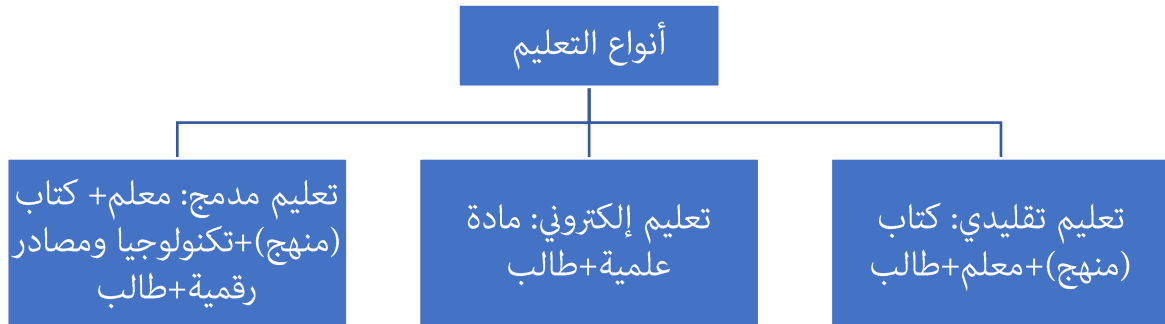 أنواع التعليم
تعليم تقليدي: كتاب
(منهج)+معلم+طالب
تعليم إلكتروني: مادة
علمية+طالب
تعليم مدمج: معلم+ كتاب
(منهج)+تكنولوجيا ومصادر
رقمية+طالب